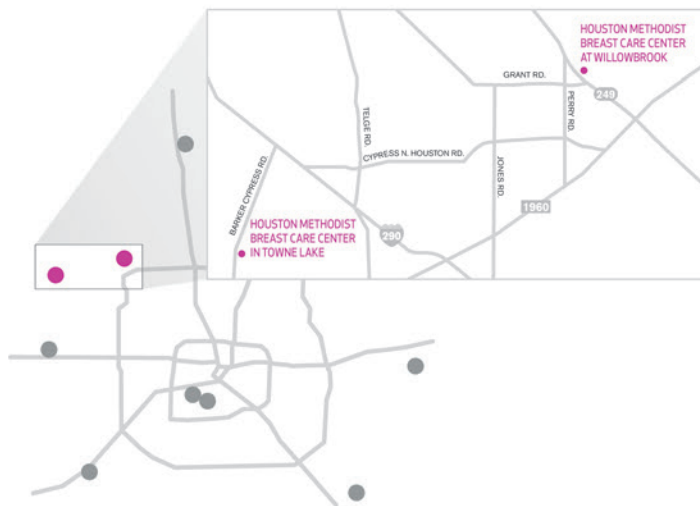 HOUSTON METHODIST
BREAST CARE CENTER
AT WILLOWBROOK
GRANT RD.
249
PERRY RD.
TELGE RD.
CYPRESS N. HOUSTON RD.
JONES RD.
BARKER CYPRESS RD.
1960
HOUSTON METHODIST
BREAST CARE CENTER
IN TOWNE LAKE
290